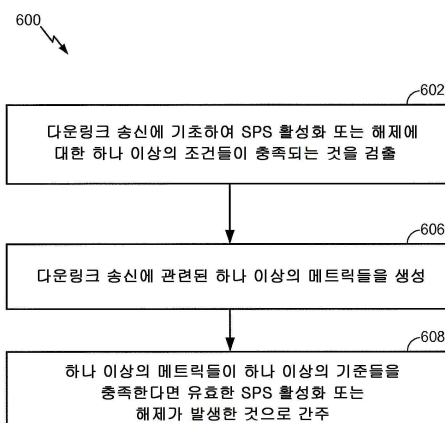 600
602
다운링크 송신에 기초하여 SPS 활성화 또는 해제에
대한 하나 이상의 조건들이 충족되는 것을 검출
606
다운링크 송신에 관련된 하나 이상의 메트릭들을 생성
608
하나 이상의 메트릭들이 하나 이상의 기준들을
충족한다면 유효한 SPS 활성화 또는
해제가 발생한 것으로 간주